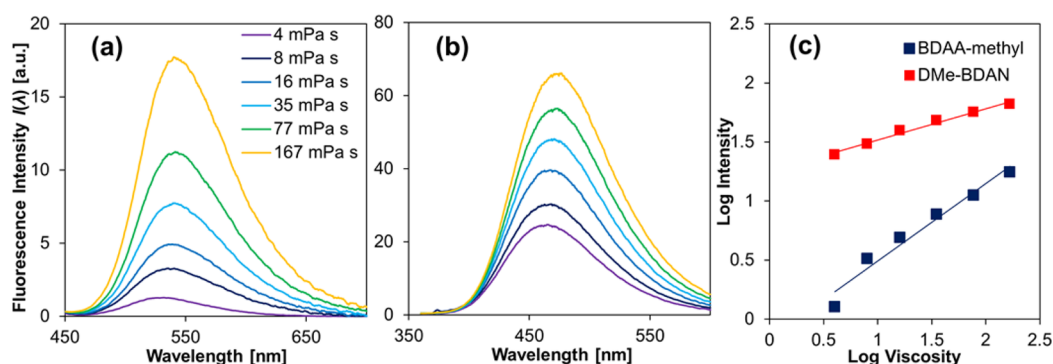 (a)
4 mPa s
8 mPa s
16 mPa s
35 mPa s
77 mPa s
167 mPa s
Fluorescence Intensity I(λ) [a.u.]
20
15
10
5
0
450
550
650
Wavelength [nm]
(b)
80
60
40
20
0
350
450
550
Wavelength [nm]
(c)
BDAA-methyl
DMe-BDAN
Log Intensity
2.5
2
1.5
1
0.5
0
0
0.5
1
1.5
2
2.5
Log Viscosity